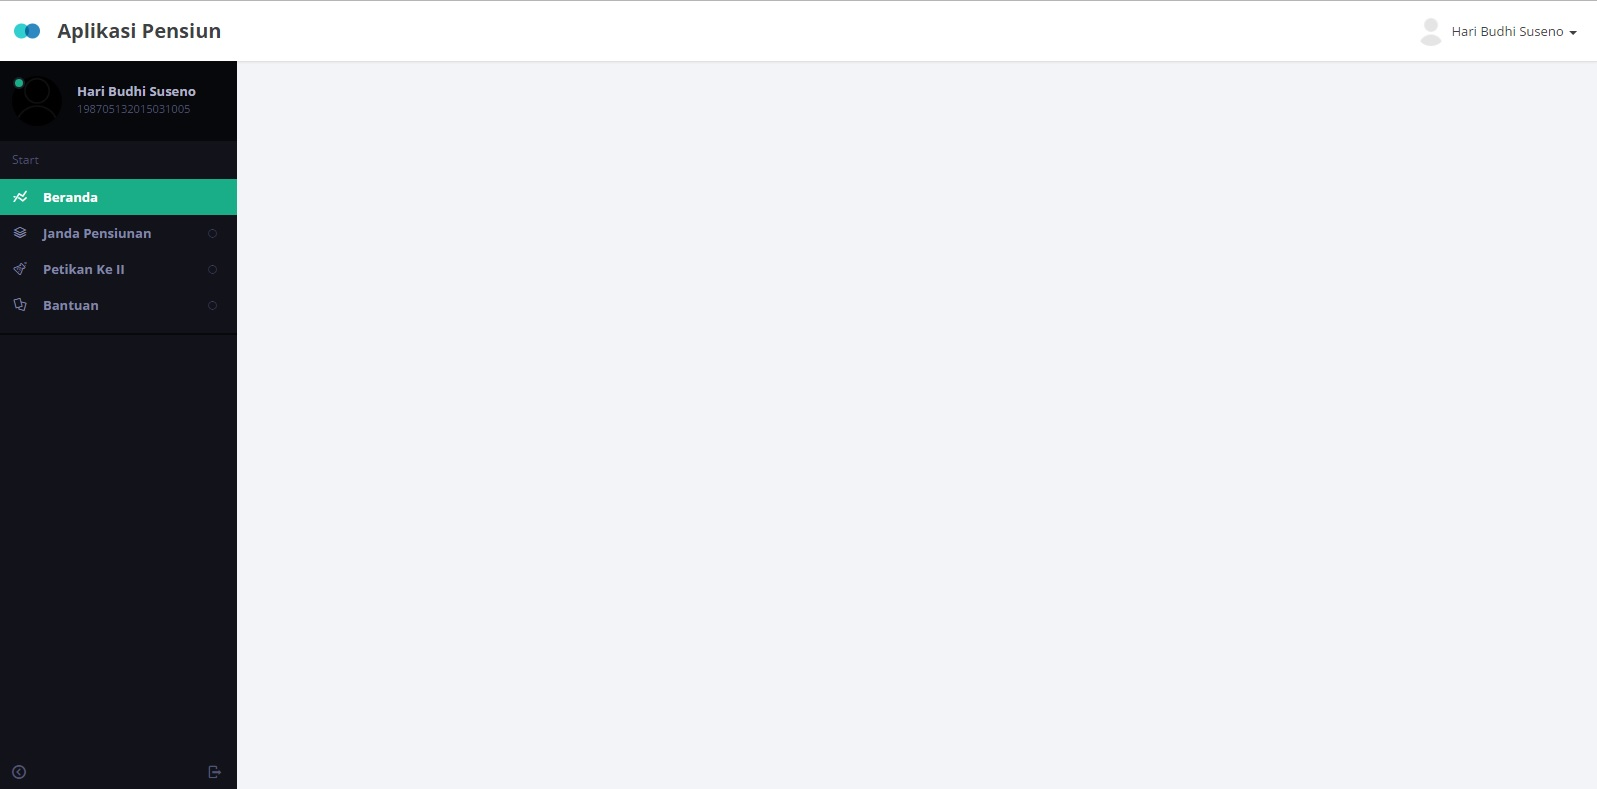 Aplikasi Pensiun
Hari Budhi Suseno
Hari Budhi Suseno
198705132015031005
Start
Beranda
Janda Pensiunan
Petikan Ke II
Bantuan